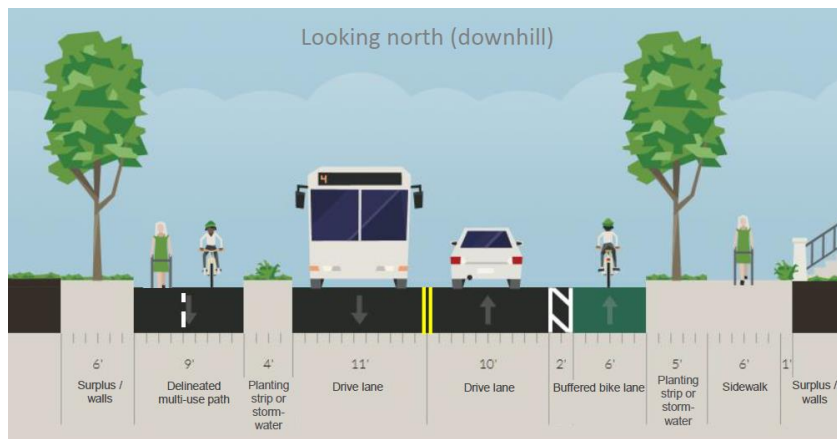 Looking north (downhill)
4
6'
Surplus /
walls
9'
Delineated
multi-use path
4'
Planting
strip or
storm-
water
11'
Drive lane
10'
Drive lane
2'
6'
Buffered bike lane
5'
Planting
strip or
storm-
water
6'
Sidewalk
1'
Surplus /
walls